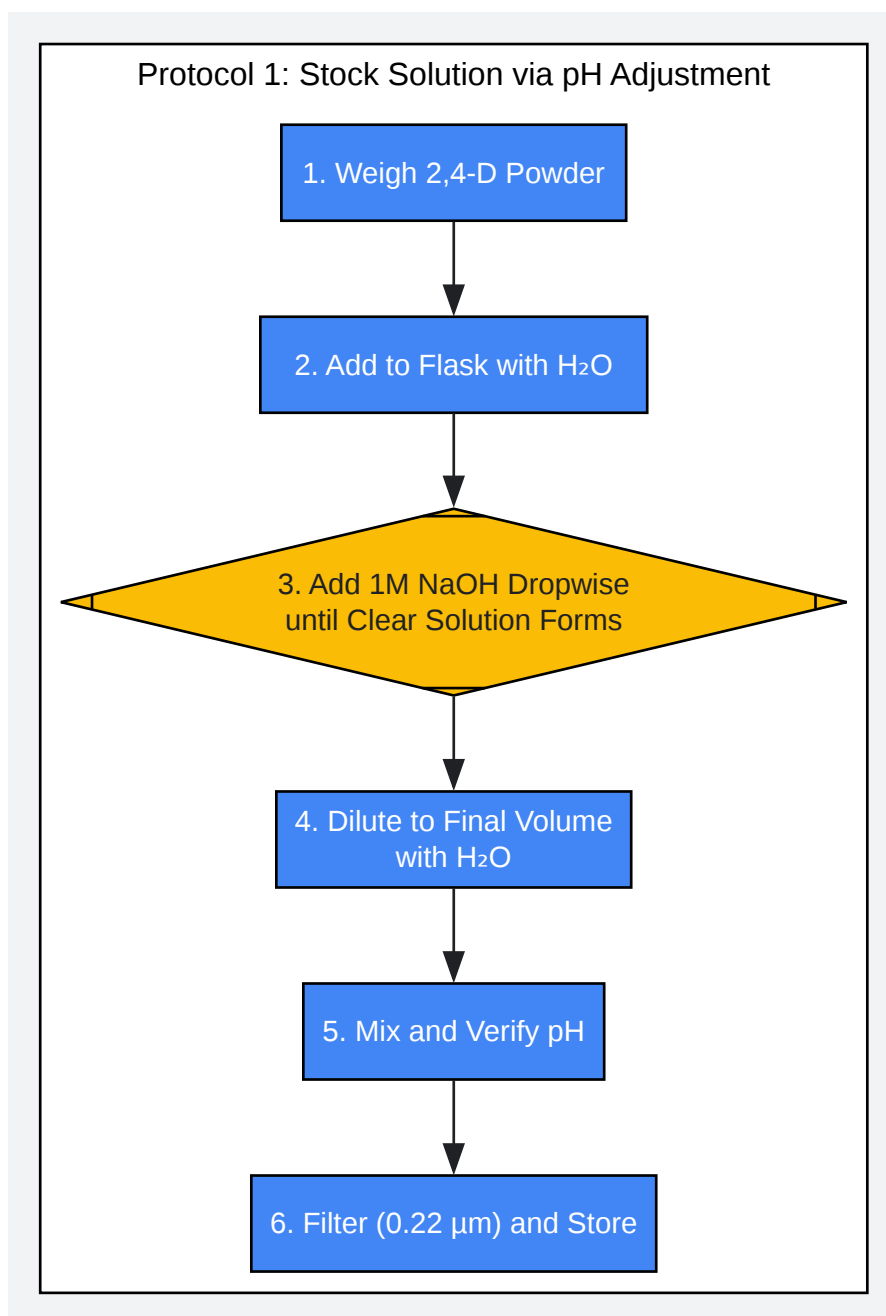 Protocol 1: Stock Solution via pH Adjustment
1. Weigh 2,4-D Powder
2. Add to Flask with H₂O
3. Add 1M NaOH Dropwise
until Clear Solution Forms
4. Dilute to Final Volume
with H₂O
5. Mix and Verify pH
6. Filter (0.22 µm) and Store